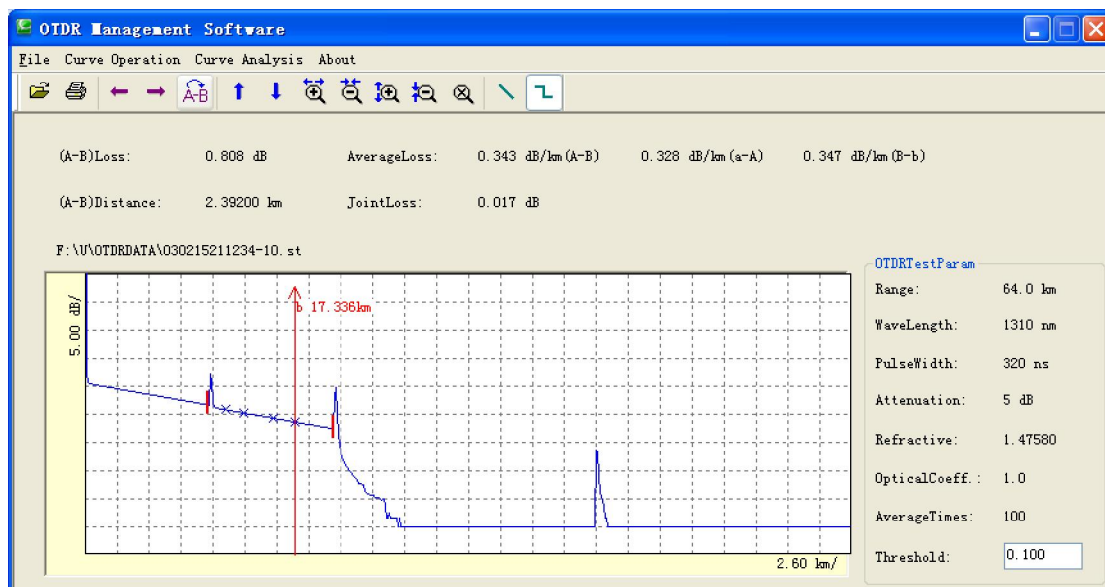 OTDR Management Software
File Curve Operation Curve Analysis About
A-B
(A-B)Loss: 0.808 dB AverageLoss: 0.343 dB/km(A-B) 0.328 dB/km(a-A) 0.347 dB/km(B-b)
(A-B)Distance: 2.39200 km JointLoss: 0.017 dB
F:\U\OTDRDATA\030215211234-10.st
5.00 dB/
b 17.336km
2.60 km/
OTDRTestParam
Range: 64.0 km
WaveLength: 1310 nm
PulseWidth: 320 ns
Attenuation: 5 dB
Refractive: 1.47580
OpticalCoeff.: 1.0
AverageTimes: 100
Threshold: 0.100